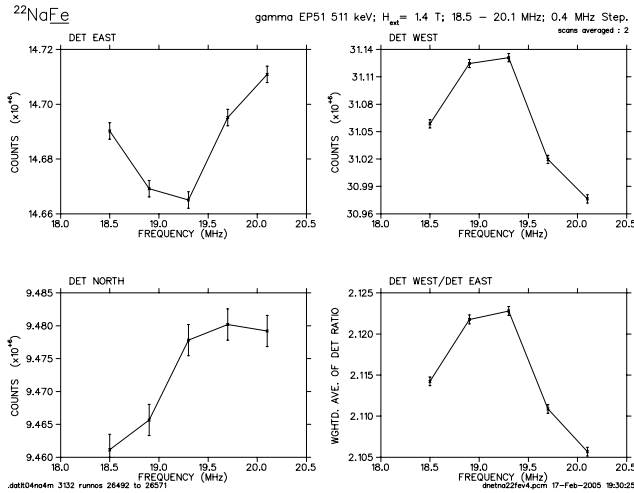 ²²NaFe
gamma EP51 511 keV; H_ext= 1.4 T; 18.5 - 20.1 MHz; 0.4 MHz Step.
scans averaged : 2
DET EAST
COUNTS (x10⁺⁶)
14.72
14.70
14.68
14.66
18.0 18.5 19.0 19.5 20.0 20.5
FREQUENCY (MHz)
DET WEST
COUNTS (x10⁺⁶)
31.14
31.11
31.08
31.05
31.02
30.99
30.96
18.0 18.5 19.0 19.5 20.0 20.5
FREQUENCY (MHz)
DET NORTH
COUNTS (x10⁺⁶)
9.485
9.480
9.475
9.470
9.465
9.460
18.0 18.5 19.0 19.5 20.0 20.5
FREQUENCY (MHz)
DET WEST/DET EAST
WGHTD. AVE. OF DET RATIO
2.125
2.120
2.115
2.110
2.105
18.0 18.5 19.0 19.5 20.0 20.5
FREQUENCY (MHz)
3132 runnos 26492 to 26571
dnetna22fev4.pcm 17-Feb-2005 19:30:25